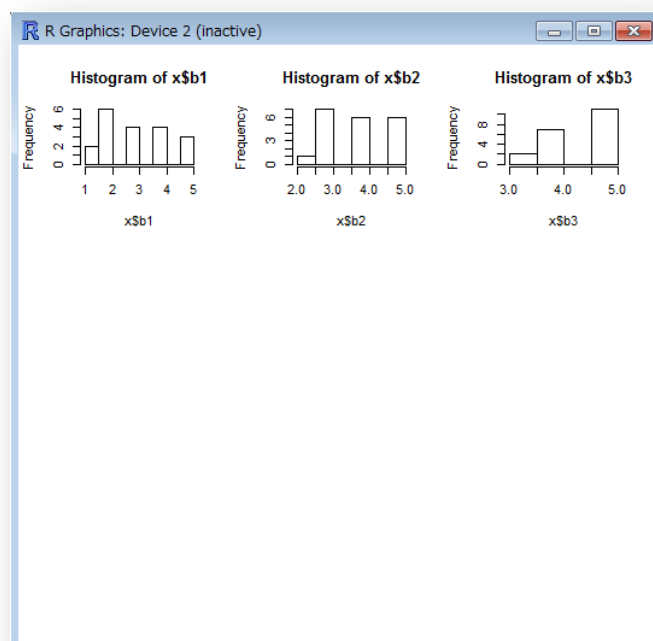 R Graphics: Device 2 (inactive)
Histogram of x$b1
Frequency
0 2 4 6
1 2 3 4 5
x$b1
Histogram of x$b2
Frequency
0 3 6
2.0 3.0 4.0 5.0
x$b2
Histogram of x$b3
Frequency
0 4 8
3.0 4.0 5.0
x$b3